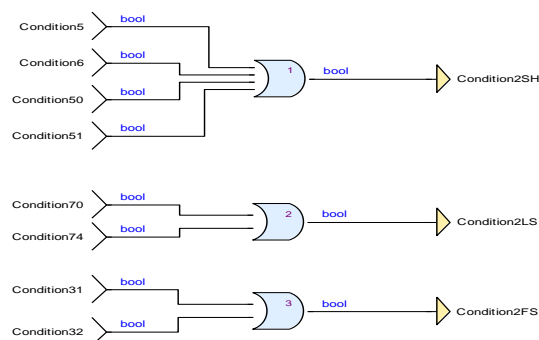 bool
Condition5
bool
Condition6
1
bool
Condition2SH
bool
Condition50
bool
Condition51
bool
Condition70
2
bool
Condition2LS
bool
Condition74
bool
Condition31
3
bool
Condition2FS
bool
Condition32